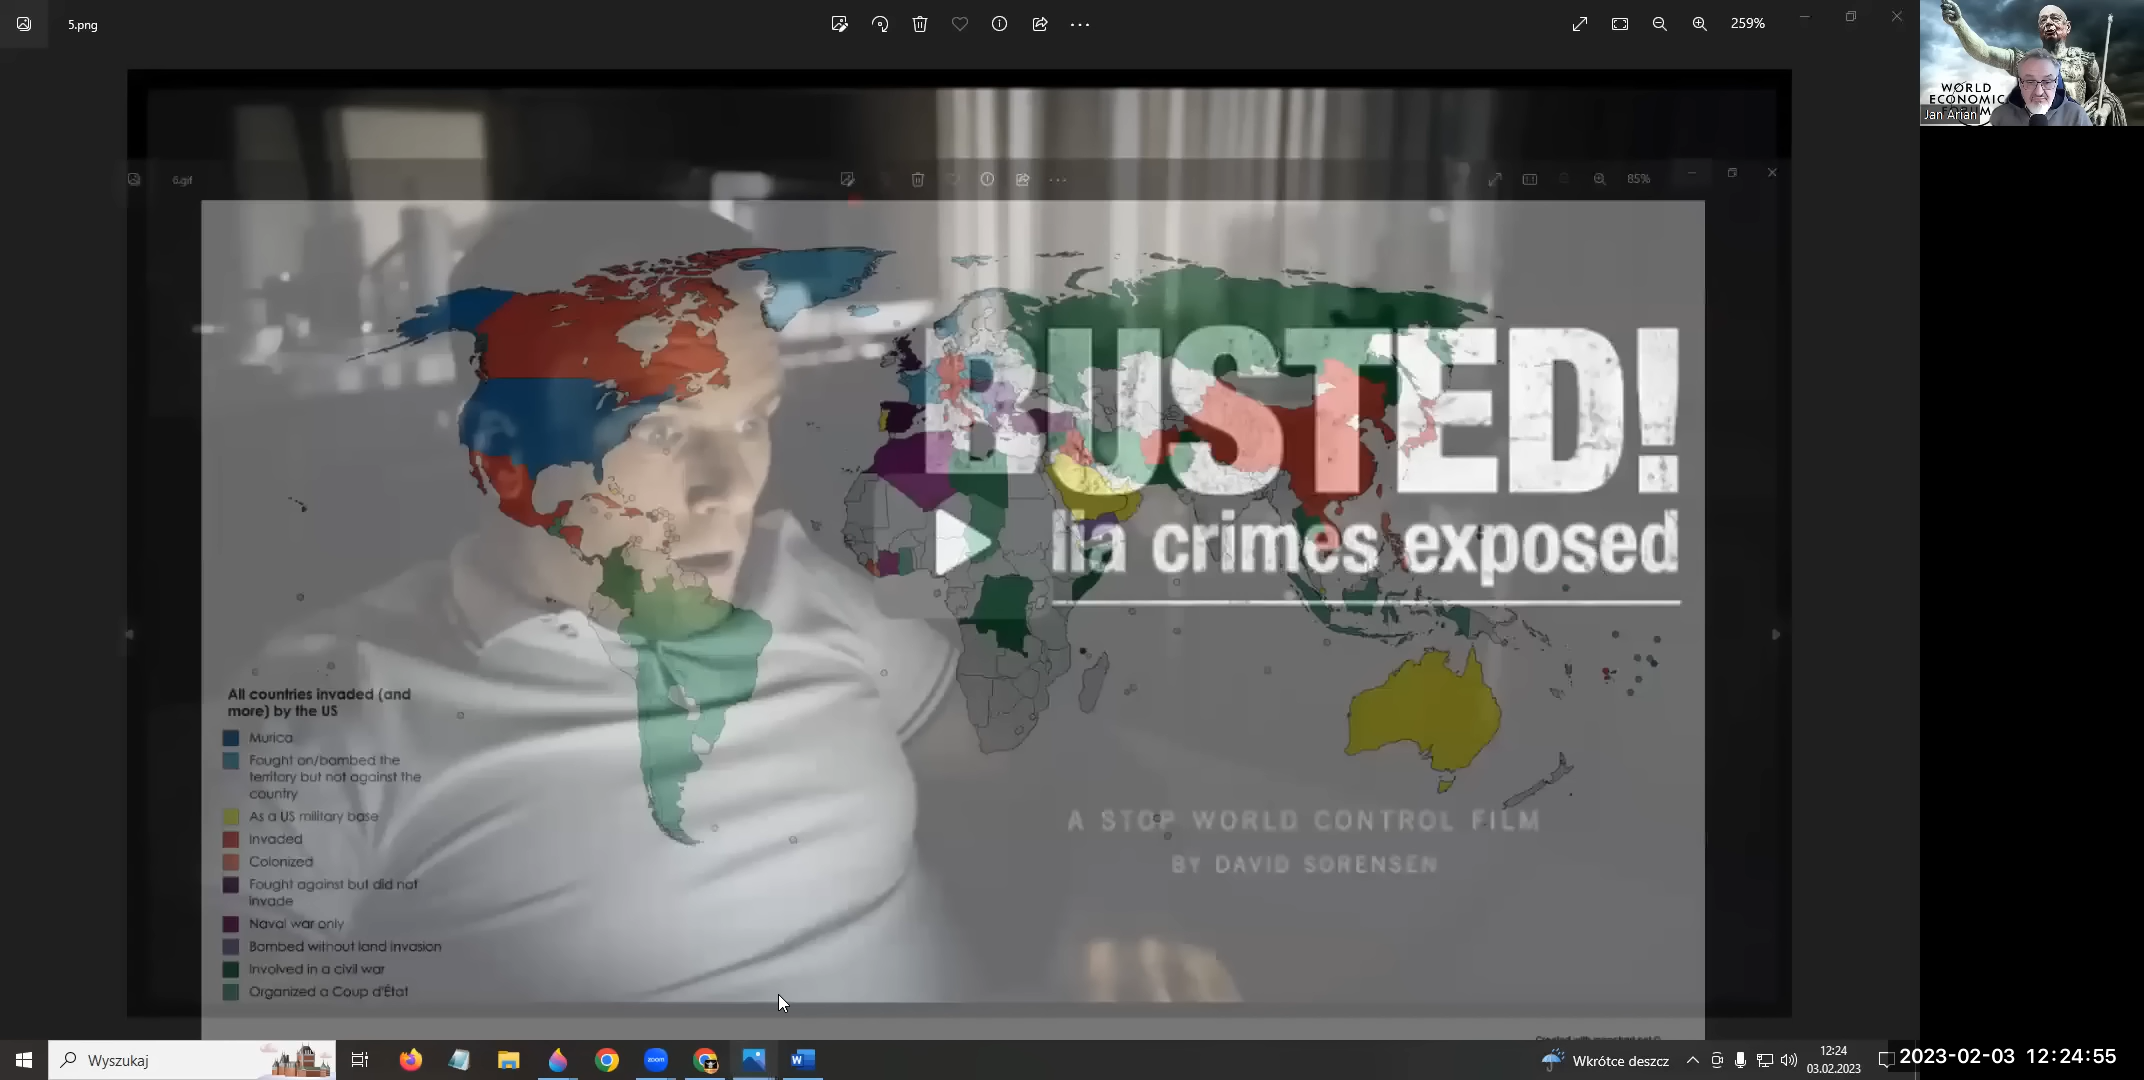 5.png
259%
WORLD
ECONOMIC
FORUM
Jan Arian
6.gif
85%
BUSTED!
lia crimes exposed
All countries invaded (and
more) by the US
Murica
Fought on/bombed the
territory but not against the
country
As a US military base
Invaded
Colonized
Fought against but did not
invade
Naval war only
Bombed without land invasion
Involved in a civil war
Organized a Coup d'État
A STOP WORLD CONTROL FILM
BY DAVID SORENSEN
Wyszukaj
zoom
W
Wkrótce deszcz
12:24
03.02.2023
2023-02-03 12:24:55